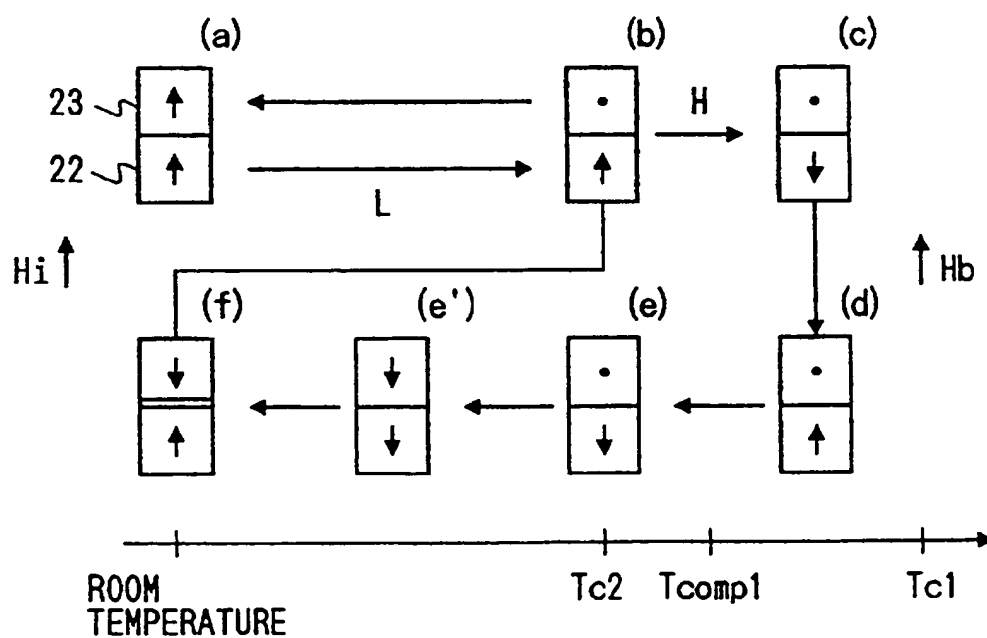 (a) (b) (c)
23
H
22
L
Hi Hb
(f) (e') (e) (d)
ROOM TEMPERATURE
Tc2 Tcomp1 Tc1